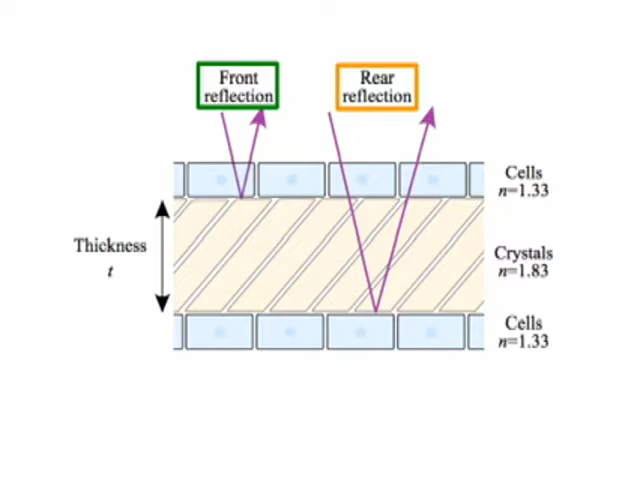 Front
reflection
Rear
reflection
Cells
n=1.33
Thickness
t
Crystals
n=1.83
Cells
n=1.33